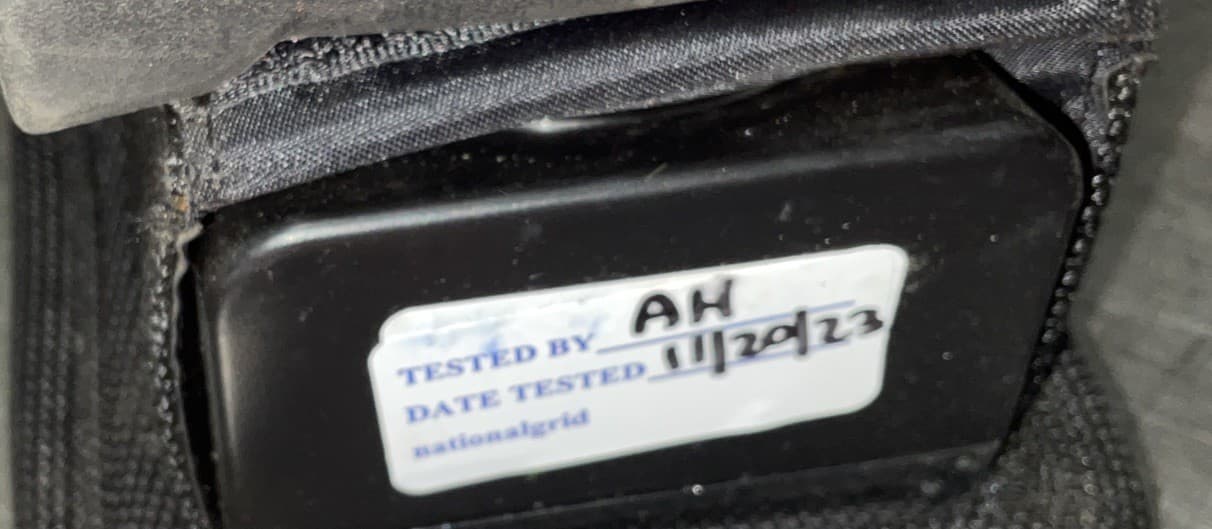 TESTED BY AH
DATE TESTED 11/20/23
nationalgrid